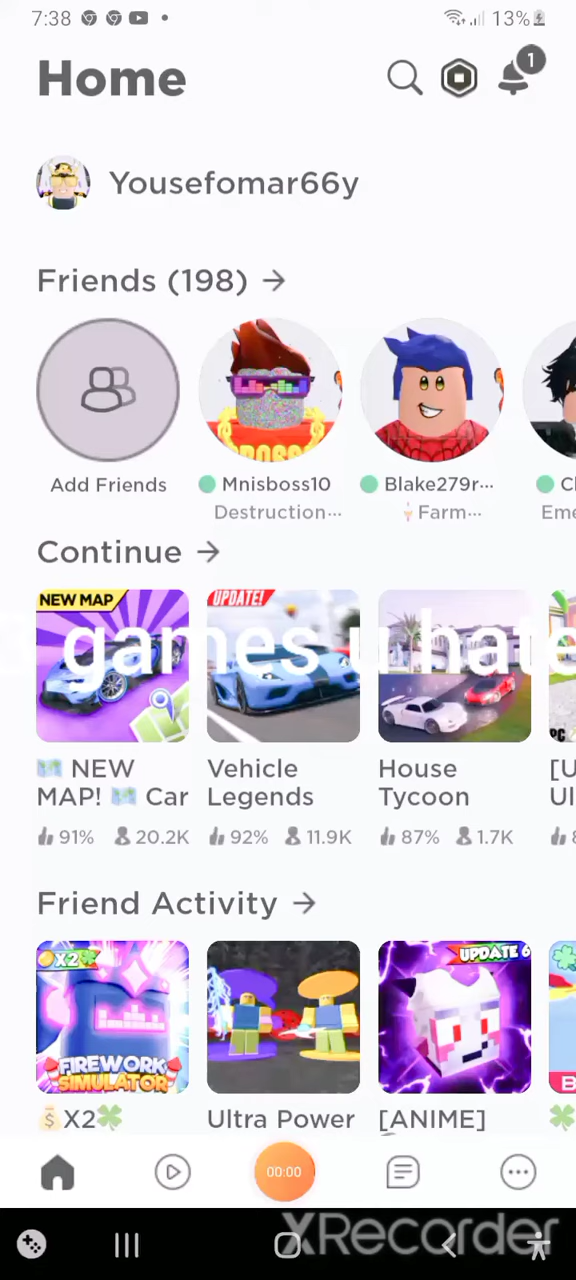 7:38
13%
Home
1
Yousefomar66y
Friends (198) →
Add Friends
Mnisboss10
Blake279r...
Destruction...
Farm...
Continue →
NEW MAP
UPDATE!
games u hate
NEW
MAP! Car
Vehicle
Legends
House
Tycoon
91%
20.2K
92%
11.9K
87%
1.7K
Friend Activity →
X2
UPDATE 6
FIREWORK
SIMULATOR
X2
Ultra Power
[ANIME]
00:00
XRecorder